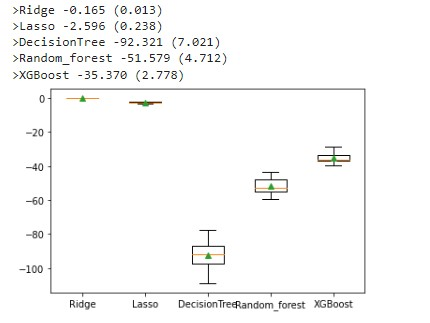 >Ridge -0.165 (0.013)
>Lasso -2.596 (0.238)
>DecisionTree -92.321 (7.021)
>Random_forest -51.579 (4.712)
>XGBoost -35.370 (2.778)
0
−20
−40
−60
−80
−100
Ridge Lasso DecisionTree Random_forest XGBoost